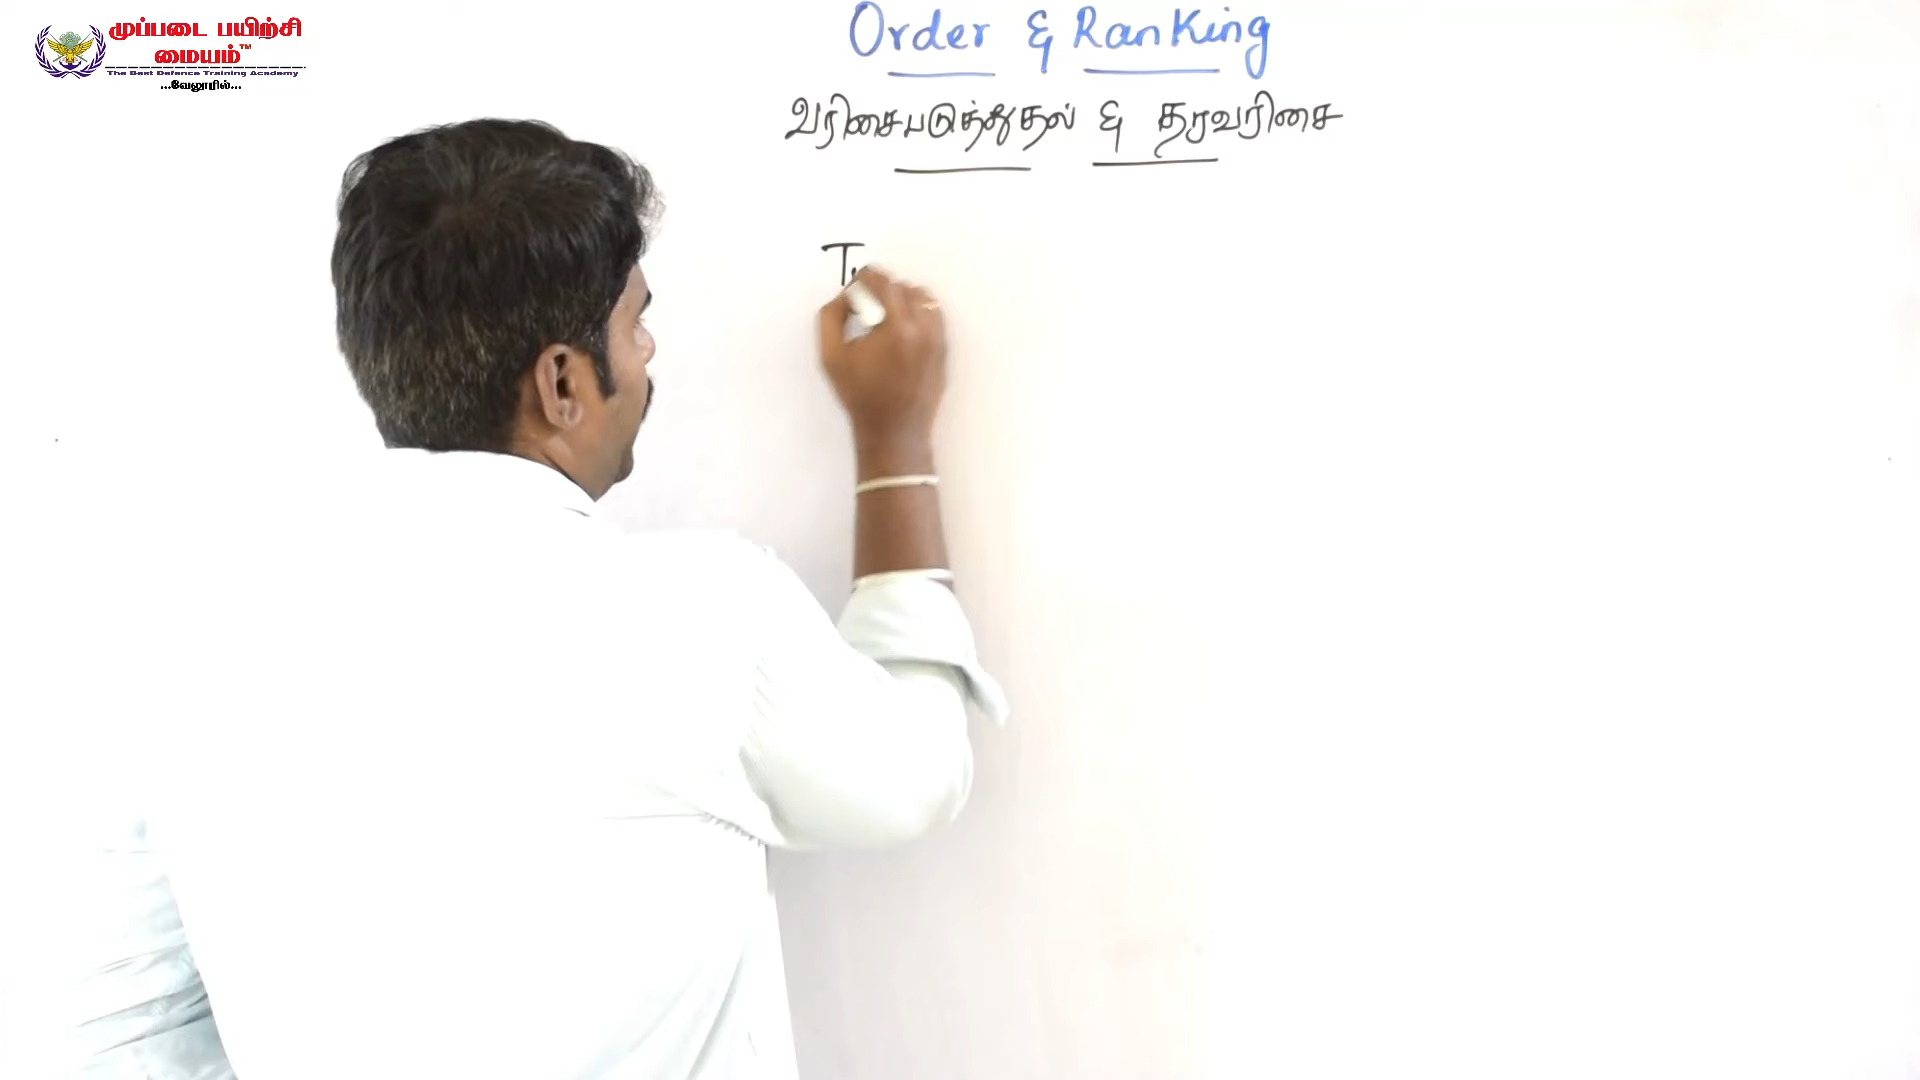 முப்படை பயிற்சி
மையம்™
The Best Defence Training Academy
...வேலூரில்...
Order & Ranking
வரிசைபடுத்துதல் & தரவரிசை